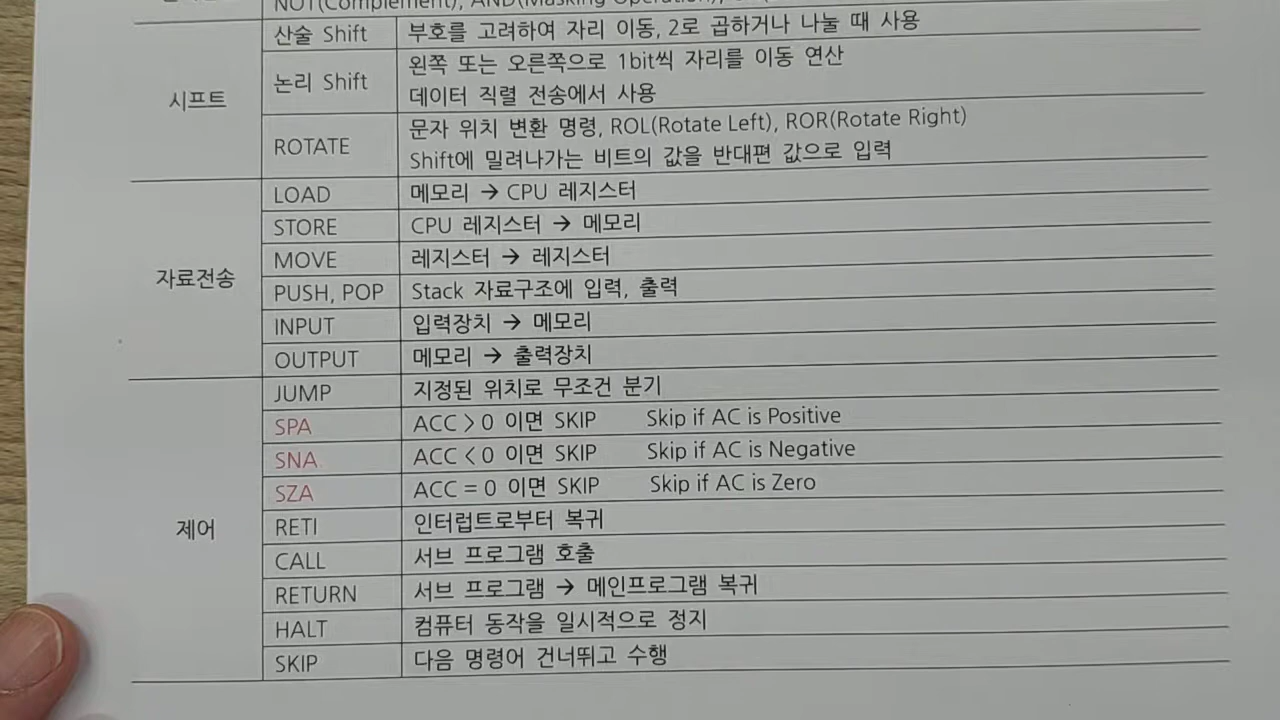 NOT(Complement), AND(Masking Operation),
산술 Shift 부호를 고려하여 자리 이동, 2로 곱하거나 나눌 때 사용
시프트
논리 Shift 왼쪽 또는 오른쪽으로 1bit씩 자리를 이동 연산
데이터 직렬 전송에서 사용
ROTATE 문자 위치 변환 명령, ROL(Rotate Left), ROR(Rotate Right)
Shift에 밀려나가는 비트의 값을 반대편 값으로 입력
자료전송
LOAD 메모리 → CPU 레지스터
STORE CPU 레지스터 → 메모리
MOVE 레지스터 → 레지스터
PUSH, POP Stack 자료구조에 입력, 출력
INPUT 입력장치 → 메모리
OUTPUT 메모리 → 출력장치
제어
JUMP 지정된 위치로 무조건 분기
SPA ACC > 0 이면 SKIP Skip if AC is Positive
SNA ACC < 0 이면 SKIP Skip if AC is Negative
SZA ACC = 0 이면 SKIP Skip if AC is Zero
RETI 인터럽트로부터 복귀
CALL 서브 프로그램 호출
RETURN 서브 프로그램 → 메인프로그램 복귀
HALT 컴퓨터 동작을 일시적으로 정지
SKIP 다음 명령어 건너뛰고 수행